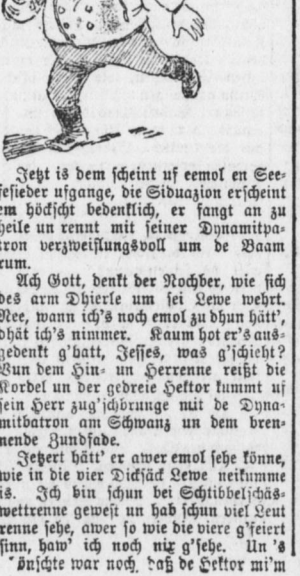 Jetzt is dem scheint uf eemol en See-
fesieder ufgange, die Siduazion erscheint
em höckscht bedenklich, er fangt an zu
heile un rennt mit seiner Dynamitpa-
tron verzweiflungsvoll um de Baam
rum.
Ach Gott, denkt der Nochber, wie sich
des arm Thierle um sei Lewe wehrt.
Nee, wann ich's noch emol zu dhun hätt',
dhät ich's nimmer. Kaum hot er's aus-
gedenkt g'hatt, Jesses, was g'schieht?
Vun dem Hin- un Herrenne reißt die
Kordel un der gedreie Hektor kummt uf
sein Herr zug'schbrunge mit de Dyna-
mitbatron am Schwanz un dem bren-
nende Zundfade.
Jetzert hätt' er awer emol sehe könne,
wie in die vier Dicksäck Lewe neikumme
is. Ich bin schun bei Schtibbelschäs-
wettrenne gewest un hab schun viel Leut
renne sehe, awer so wie die viere g'feiert
sinn, haw' ich noch nix g'sehe. Un 's
önschte war noch, daß de Hektor mi'm